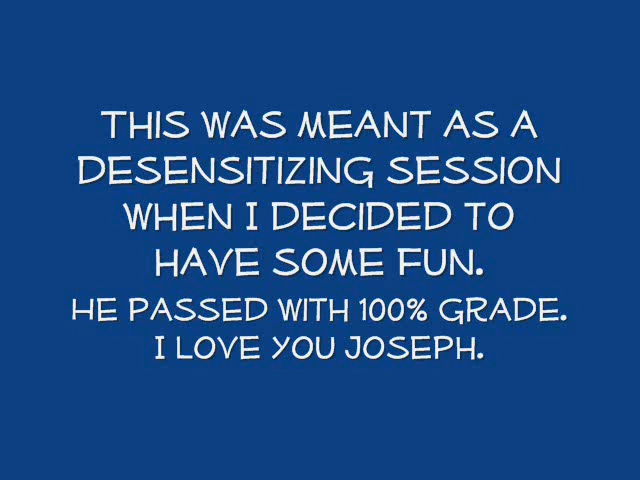 THIS WAS MEANT AS A
DESENSITIZING SESSION
WHEN I DECIDED TO
HAVE SOME FUN.
HE PASSED WITH 100% GRADE.
I LOVE YOU JOSEPH.